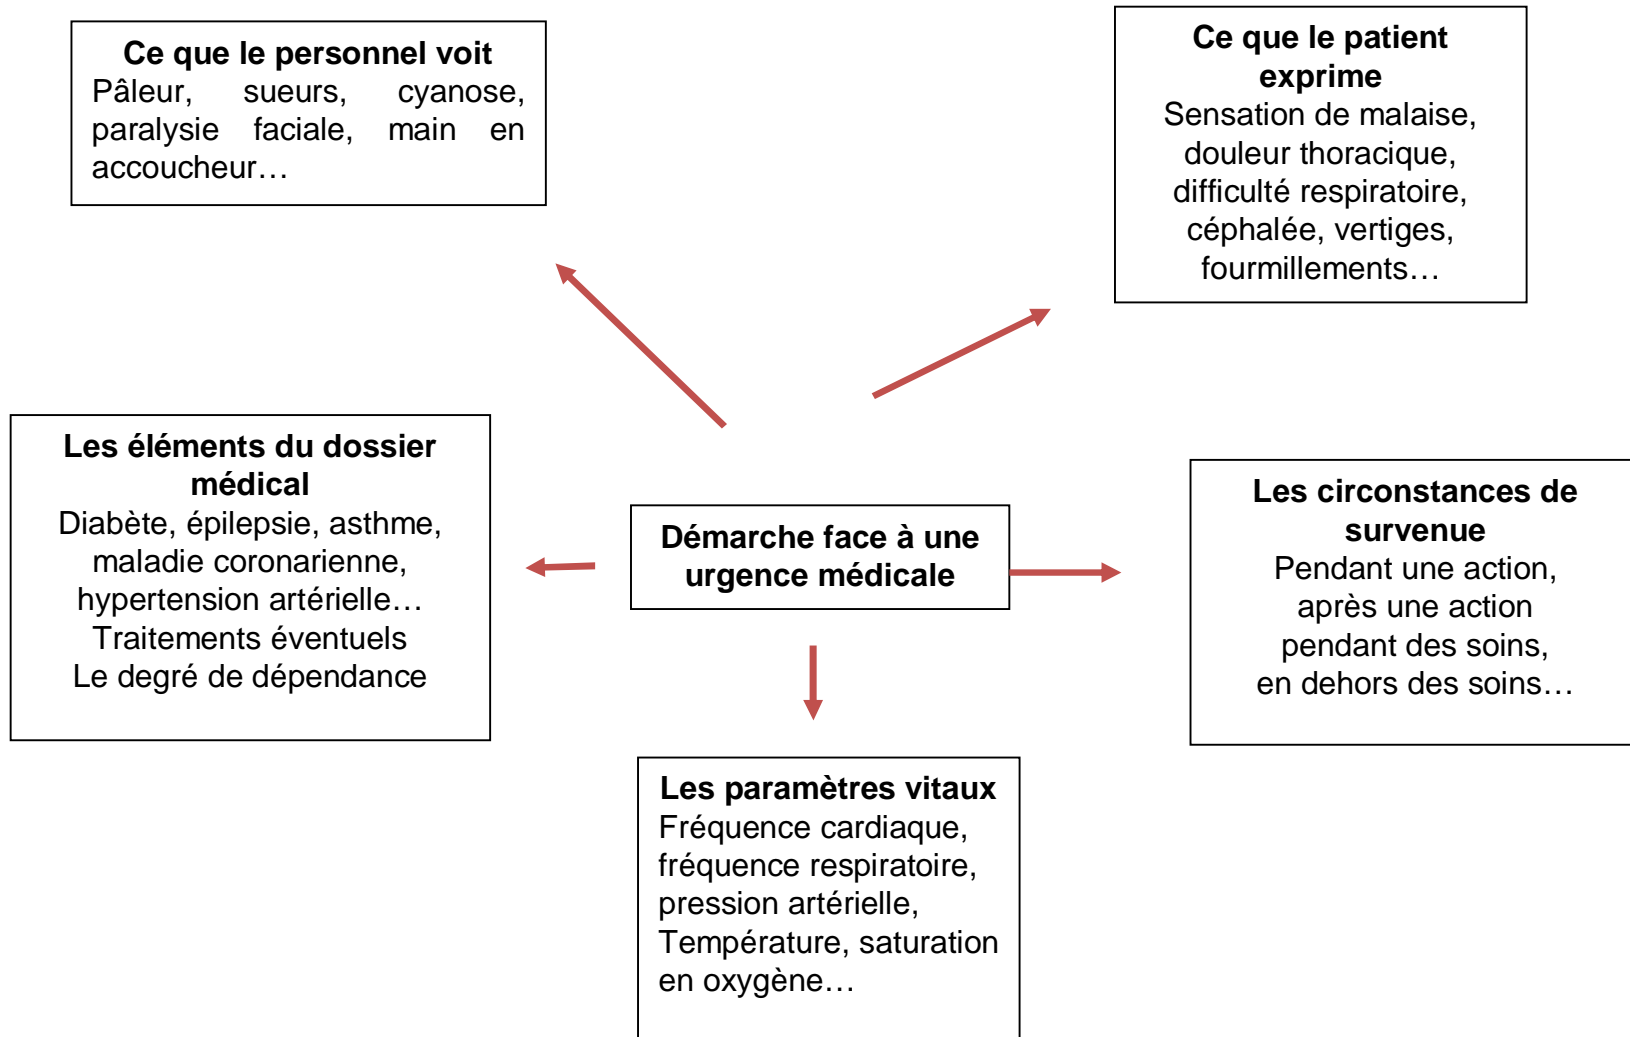 Ce que le personnel voit
Pâleur, sueurs, cyanose,
paralysie faciale, main en
accoucheur…
Ce que le patient
exprime
Sensation de malaise,
douleur thoracique,
difficulté respiratoire,
céphalée, vertiges,
fourmillements…
Les éléments du dossier
médical
Diabète, épilepsie, asthme,
maladie coronarienne,
hypertension artérielle…
Traitements éventuels
Le degré de dépendance
Démarche face à une
urgence médicale
Les circonstances de
survenue
Pendant une action,
après une action
pendant des soins,
en dehors des soins…
Les paramètres vitaux
Fréquence cardiaque,
fréquence respiratoire,
pression artérielle,
Température, saturation
en oxygène…